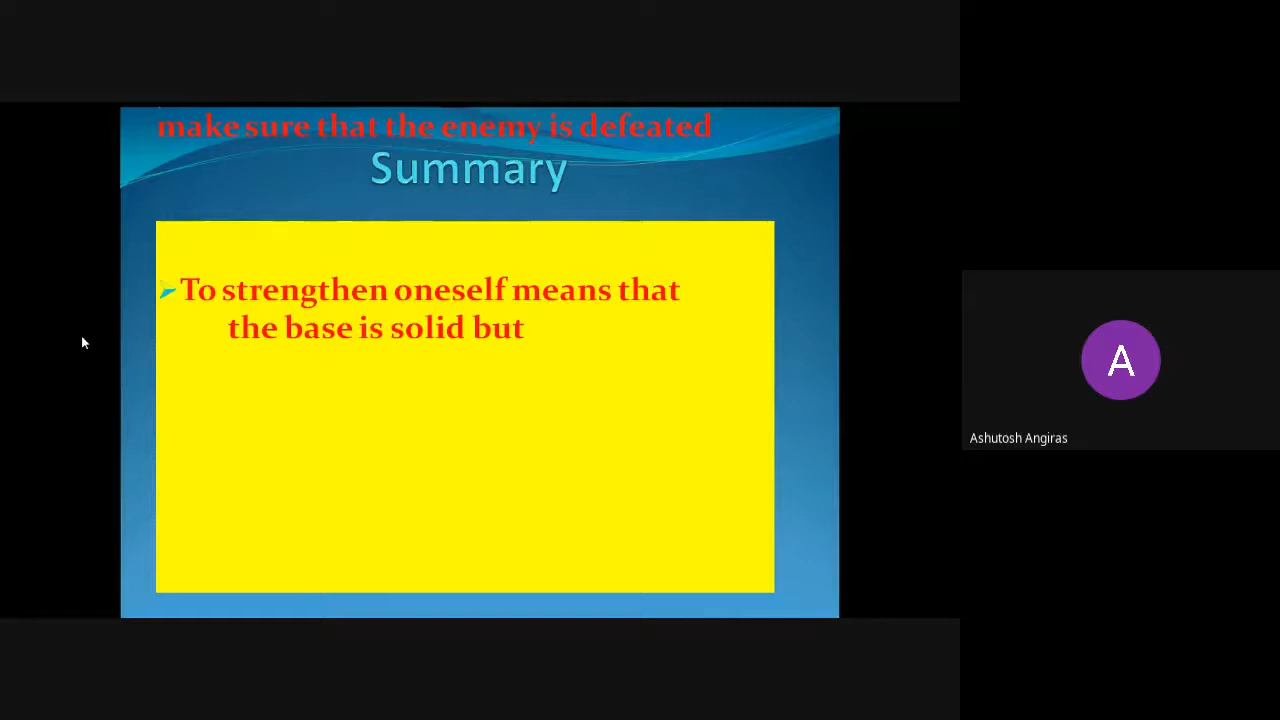 make sure that the enemy is defeated
Summary
To strengthen oneself means that
the base is solid but
A
Ashutosh Angiras